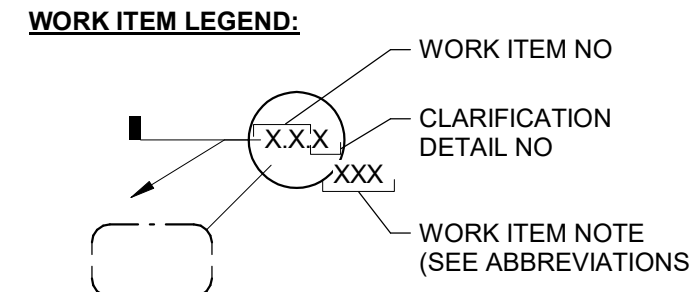 WORK ITEM LEGEND:
WORK ITEM NO
X.X.X
CLARIFICATION
DETAIL NO
XXX
WORK ITEM NOTE
(SEE ABBREVIATIONS